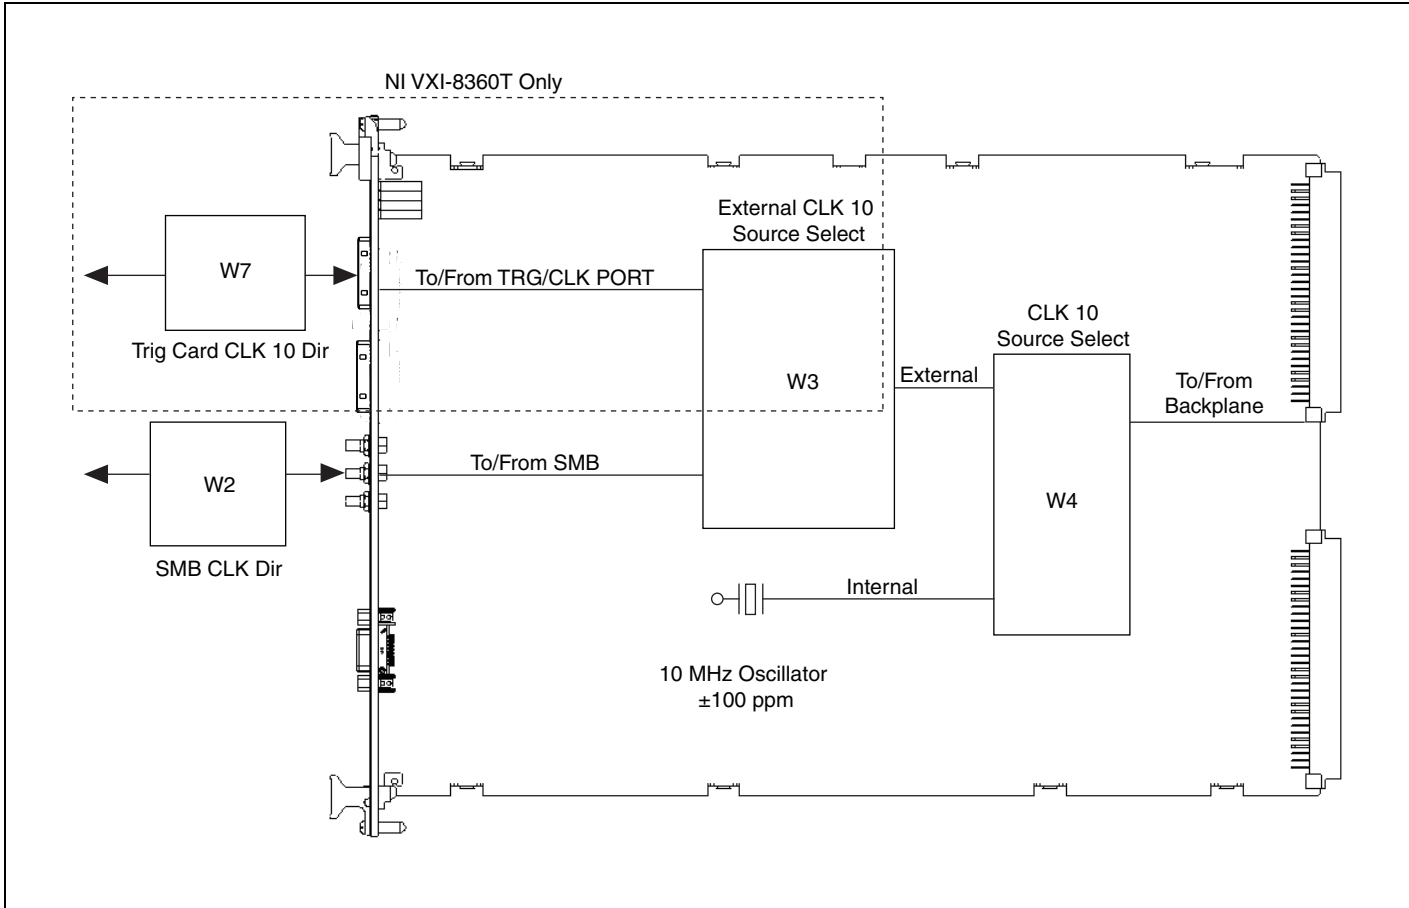 NI VXI-8360T Only
External CLK 10
Source Select
W7
To/From TRG/CLK PORT
Trig Card CLK 10 Dir
CLK 10
Source Select
W3
External
To/From
Backplane
W2
To/From SMB
SMB CLK Dir
W4
Internal
10 MHz Oscillator
±100 ppm